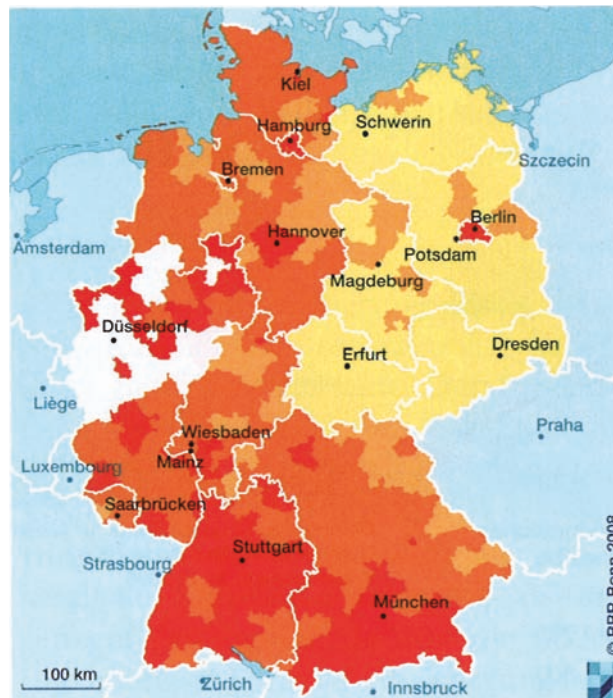 Kiel
Schwerin
Hamburg
Szczecin
Bremen
Berlin
Hannover
Amsterdam
Potsdam
Magdeburg
Düsseldorf
Dresden
Erfurt
Liège
Praha
Wiesbaden
Luxembourg
Mainz
Saarbrücken
Stuttgart
Strasbourg
München
© BBR Bonn 2008
100 km
Zürich
Innsbruck